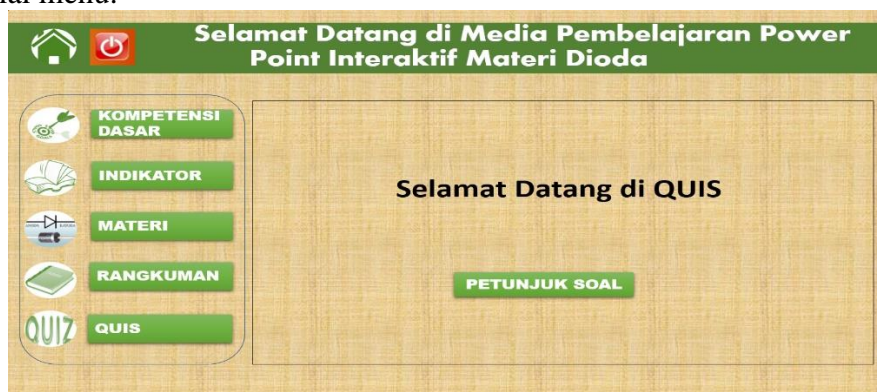 Selamat Datang di Media Pembelajaran Power
Point Interaktif Materi Dioda
KOMPETENSI
DASAR
INDIKATOR
MATERI
RANGKUMAN
QUIZ
QUIS
Selamat Datang di QUIS
PETUNJUK SOAL